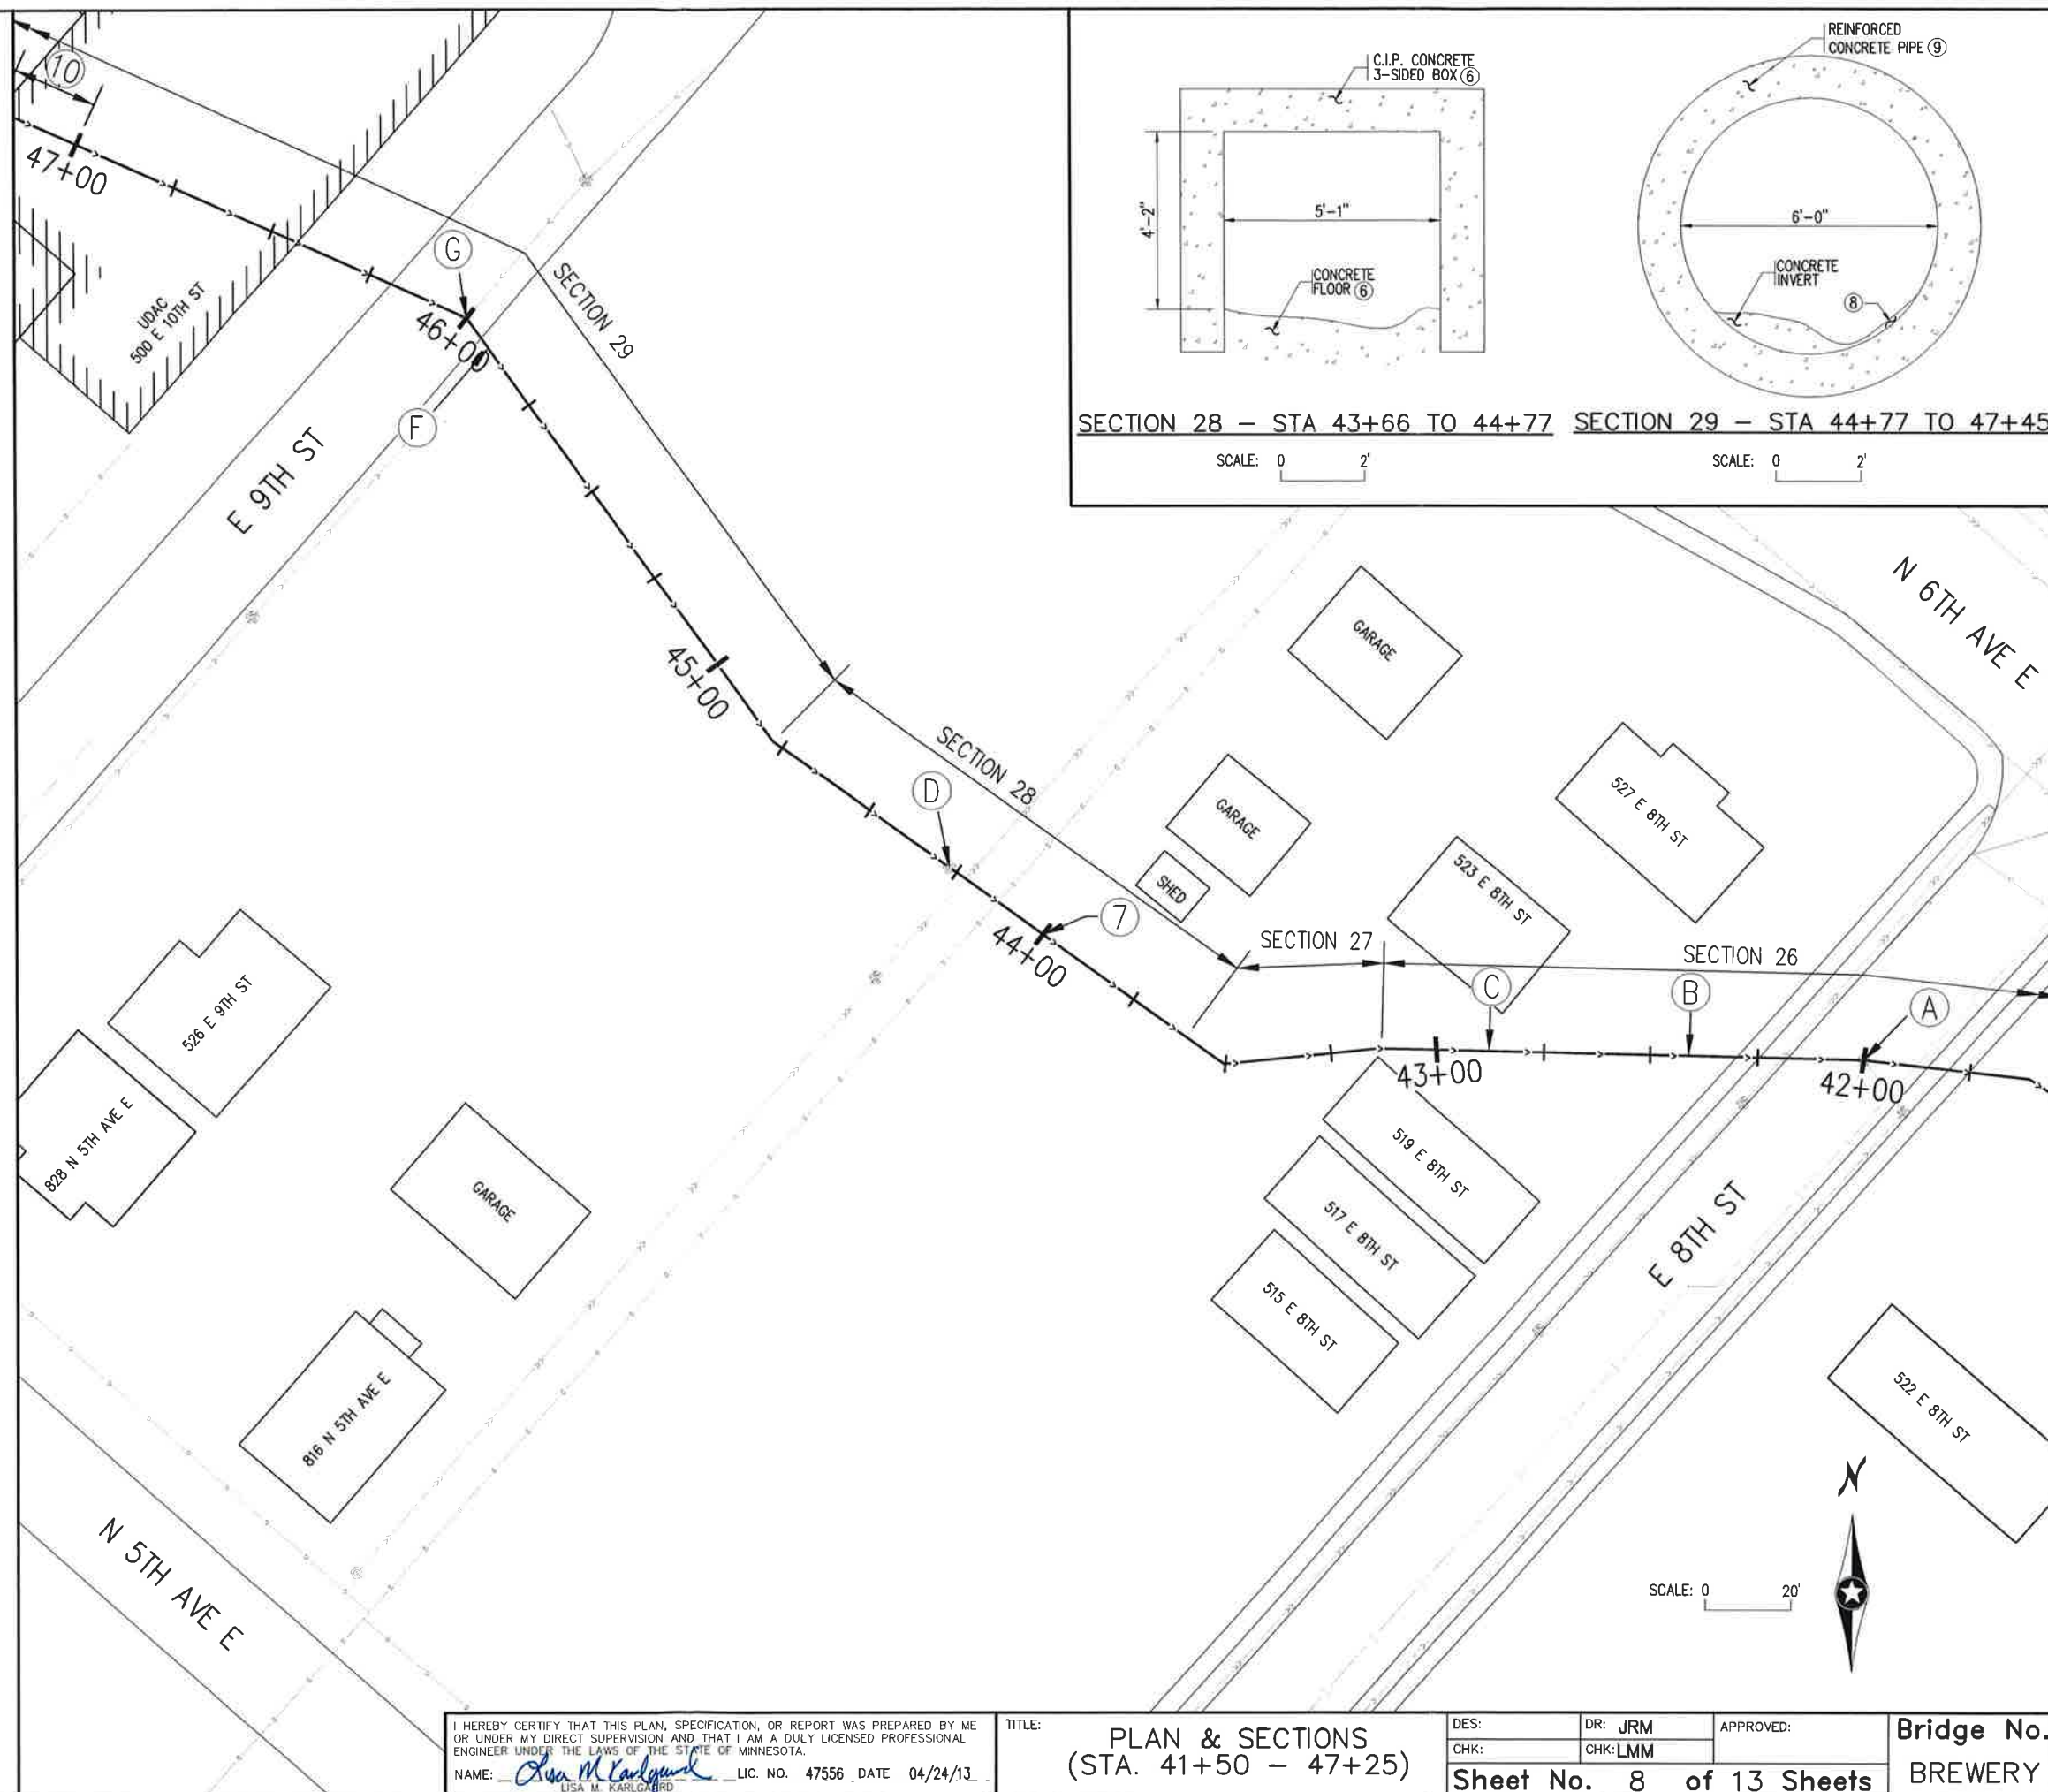 10
47+00
UDAC
500 E 10TH ST
G
46+00
F
E 9TH ST
SECTION 29
45+00
C.I.P. CONCRETE
3-SIDED BOX 6
4'-2"
5'-1"
CONCRETE
FLOOR 6
SECTION 28 – STA 43+66 TO 44+77
SCALE: 0 2'
REINFORCED
CONCRETE PIPE 9
6'-0"
CONCRETE
INVERT
8
SECTION 29 – STA 44+77 TO 47+45
SCALE: 0 2'
N 6TH AVE E
GARAGE
SECTION 28
D
GARAGE
SHED
527 E 8TH ST
523 E 8TH ST
7
44+00
SECTION 27
SECTION 26
C
B
A
43+00
42+00
526 E 9TH ST
828 N 5TH AVE E
GARAGE
816 N 5TH AVE E
519 E 8TH ST
517 E 8TH ST
515 E 8TH ST
E 8TH ST
522 E 8TH ST
N 5TH AVE E
N
SCALE: 0 20'
I HEREBY CERTIFY THAT THIS PLAN, SPECIFICATION, OR REPORT WAS PREPARED BY ME
OR UNDER MY DIRECT SUPERVISION AND THAT I AM A DULY LICENSED PROFESSIONAL
ENGINEER UNDER THE LAWS OF THE STATE OF MINNESOTA.
NAME: Lisa M Karlgaard LIC. NO. 47556 DATE 04/24/13
LISA M. KARLGAARD
TITLE:
PLAN & SECTIONS
(STA. 41+50 – 47+25)
DES:
DR: JRM
APPROVED:
CHK:
CHK: LMM
Sheet No. 8 of 13 Sheets
Bridge No.
BREWERY